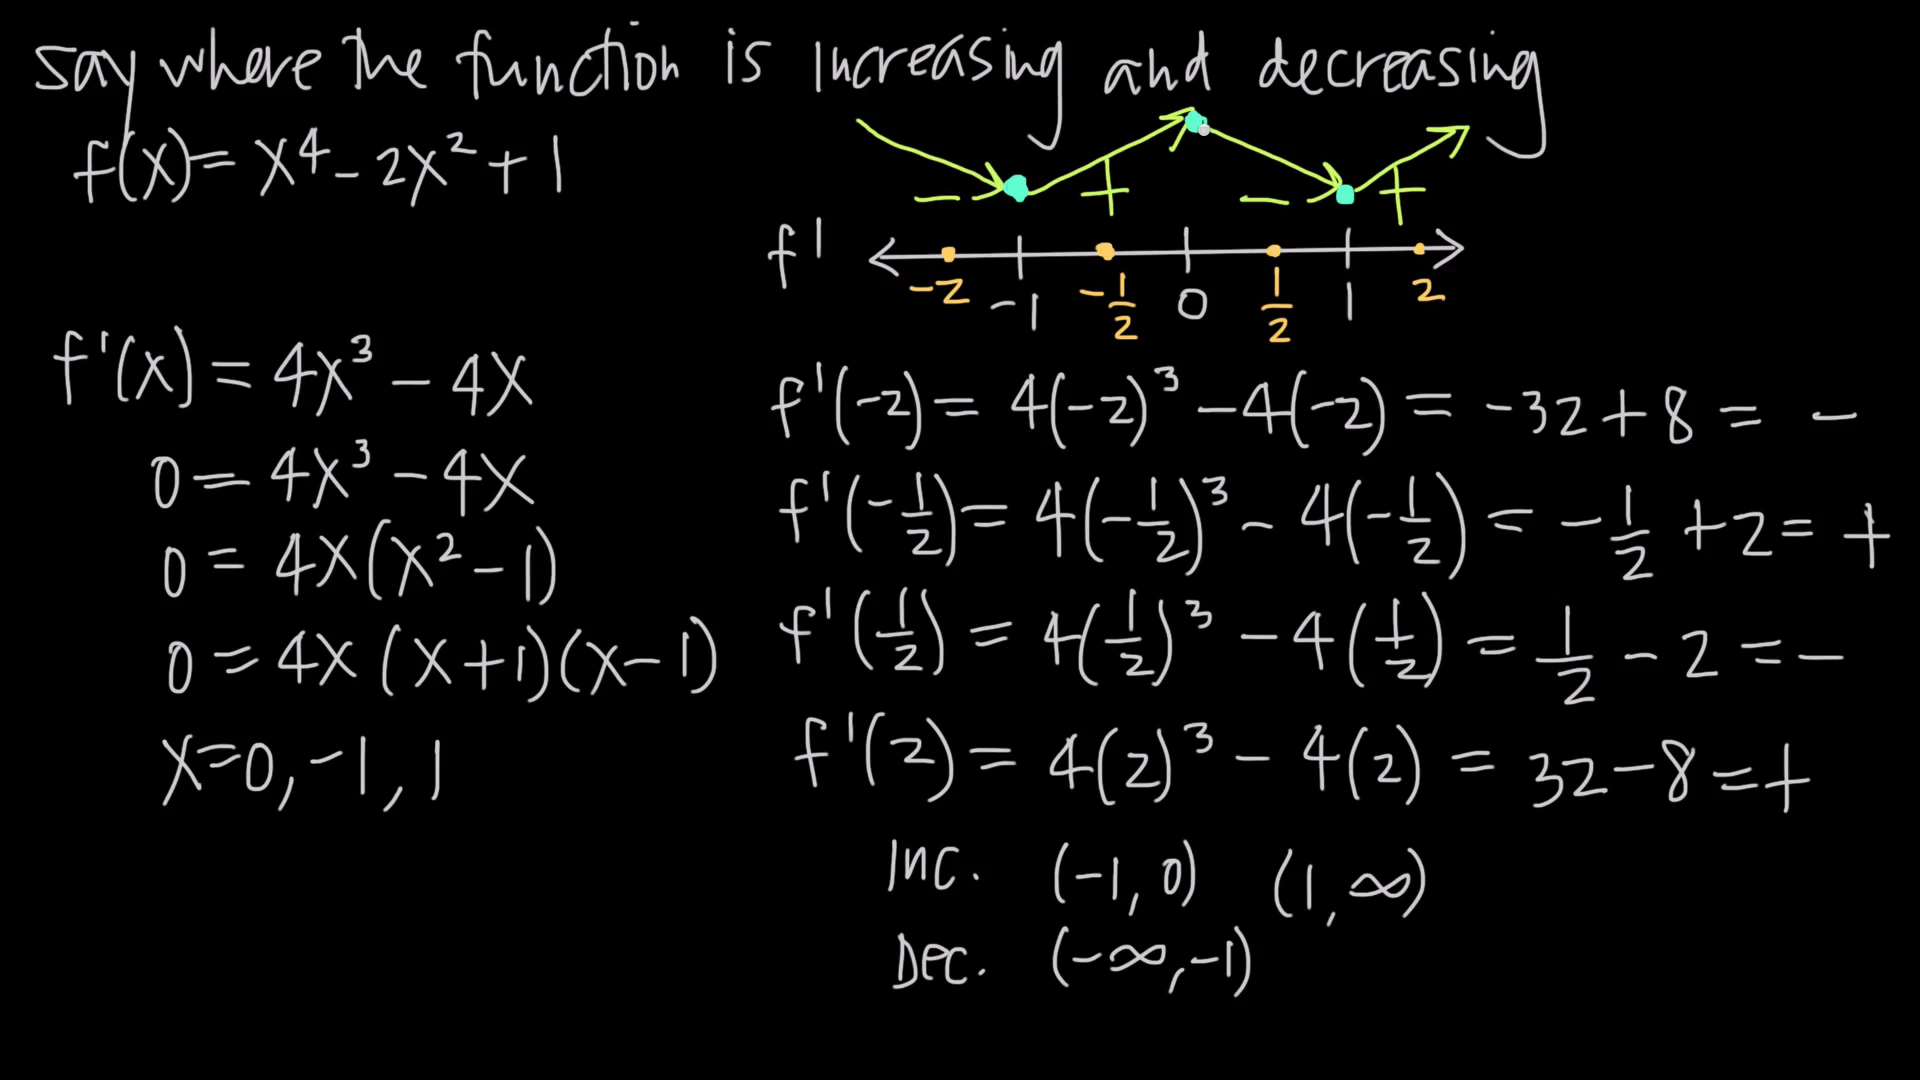 say where the function is increasing and decreasing
f(x) = x⁴ - 2x² + 1
- + - +
f'
-2 -1 -1/2 0 1/2 1 2
f'(x) = 4x³ - 4x
0 = 4x³ - 4x
0 = 4x(x² - 1)
0 = 4x(x+1)(x-1)
x=0, -1, 1
f'(-2) = 4(-2)³ - 4(-2) = -32 + 8 = -
f'(-1/2) = 4(-1/2)³ - 4(-1/2) = -1/2 + 2 = +
f'(1/2) = 4(1/2)³ - 4(1/2) = 1/2 - 2 = -
f'(2) = 4(2)³ - 4(2) = 32 - 8 = +
Inc. (-1, 0) (1, ∞)
Dec. (-∞, -1)